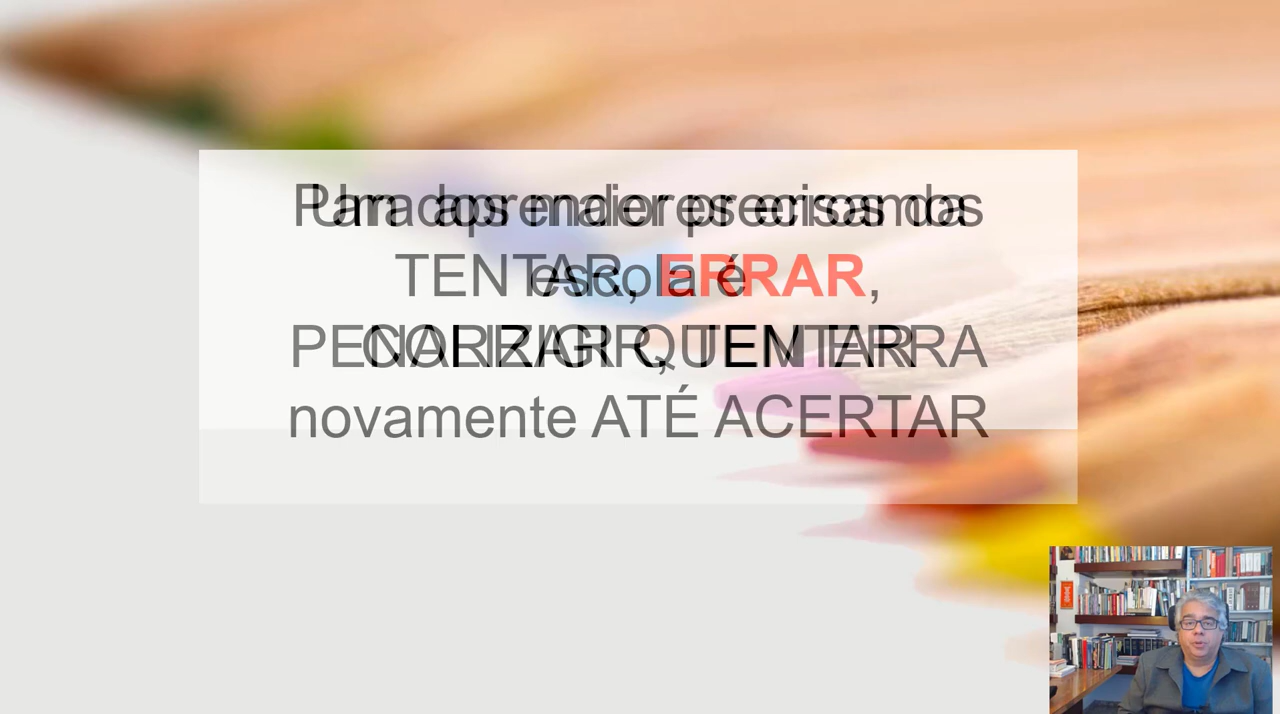 Para aprender precisamos
TENTAR, ERRAR,
CORRIGIR, TENTAR
novamente ATÉ ACERTAR
Um dos maiores erros da
escola é
PENALIZAR QUEM ERRA